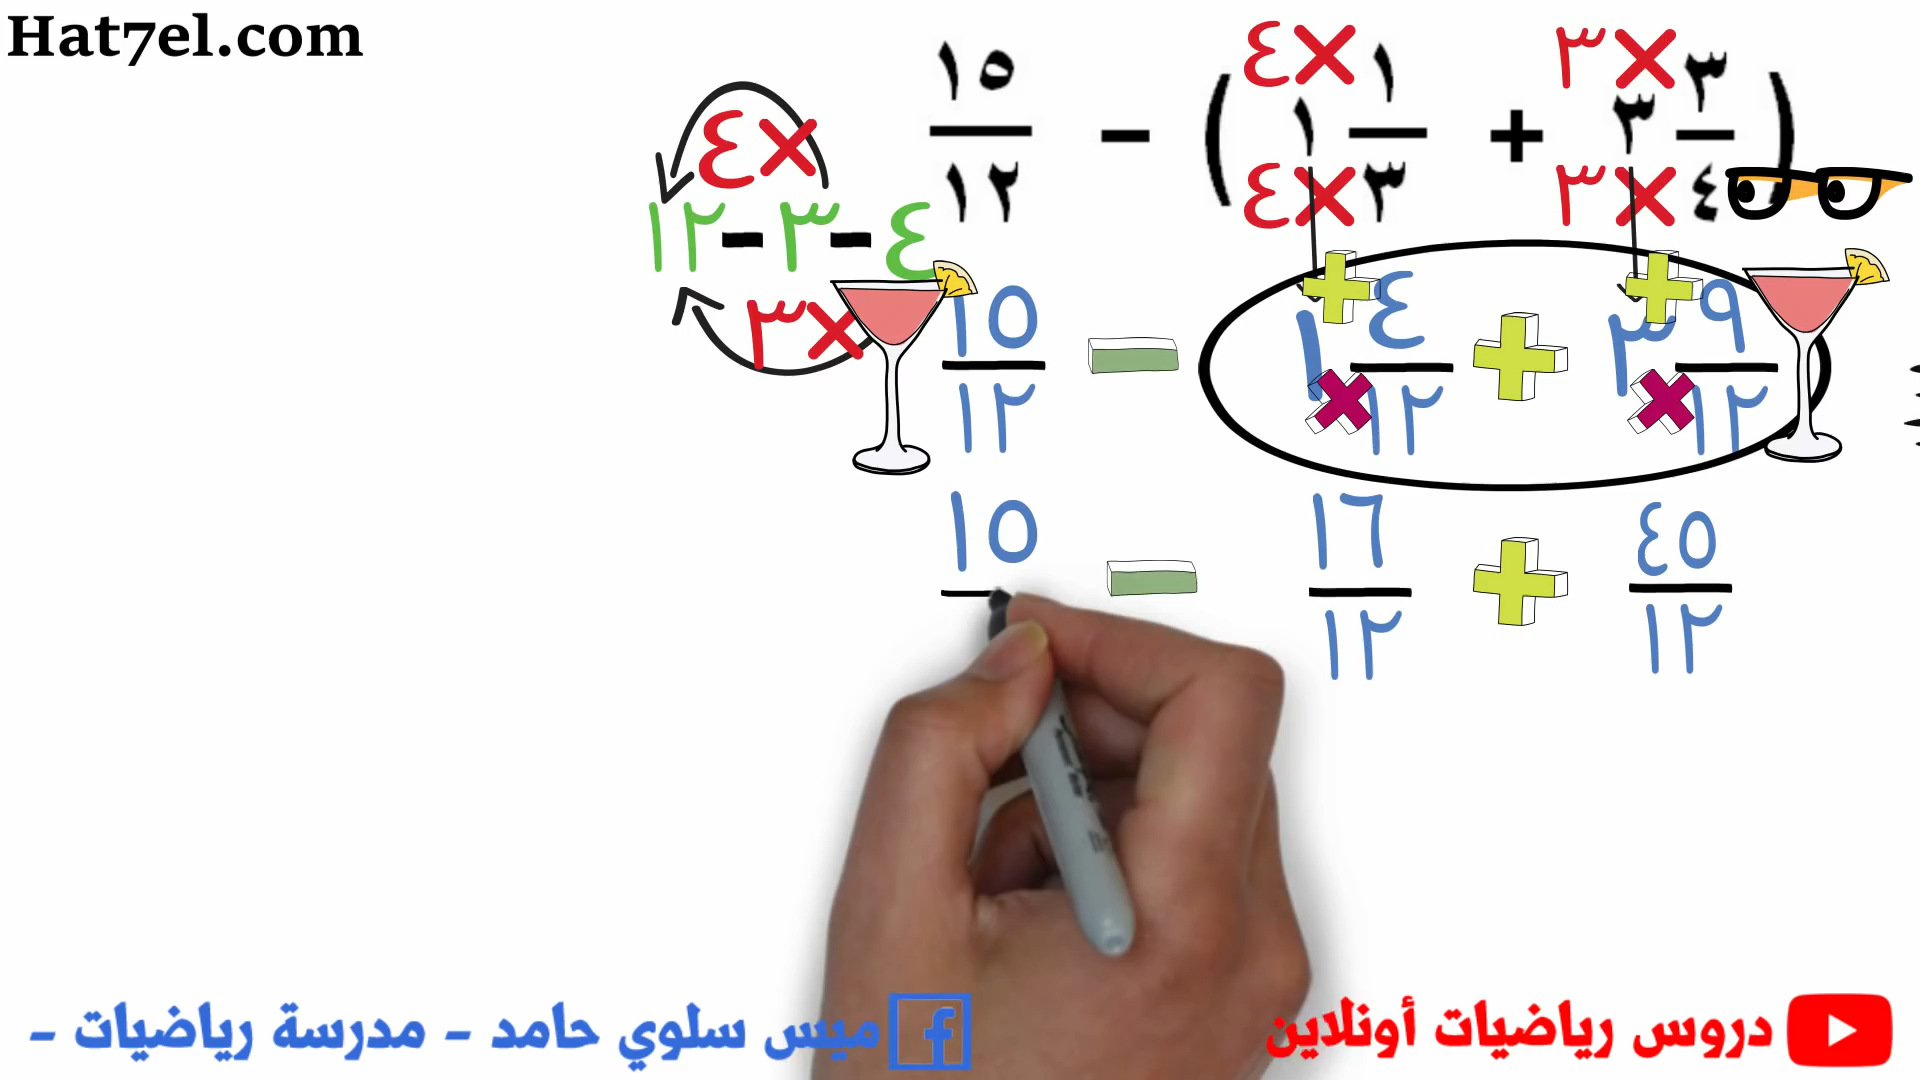 Hat7el.com
( ٣ ٣/٤ + ١ ١/٣ ) − ١٥/١٢
×٣ ×٤
×٣ ×٤
×٤
٤ - ٣ - ١٢
×٣
٣ ٩/١٢ + ١ ٤/١٢ − ١٥/١٢
+ +
× ×
٤٥/١٢ + ١٦/١٢ − ١٥
دروس رياضيات أونلاين
ميس سلوي حامد - مدرسة رياضيات -